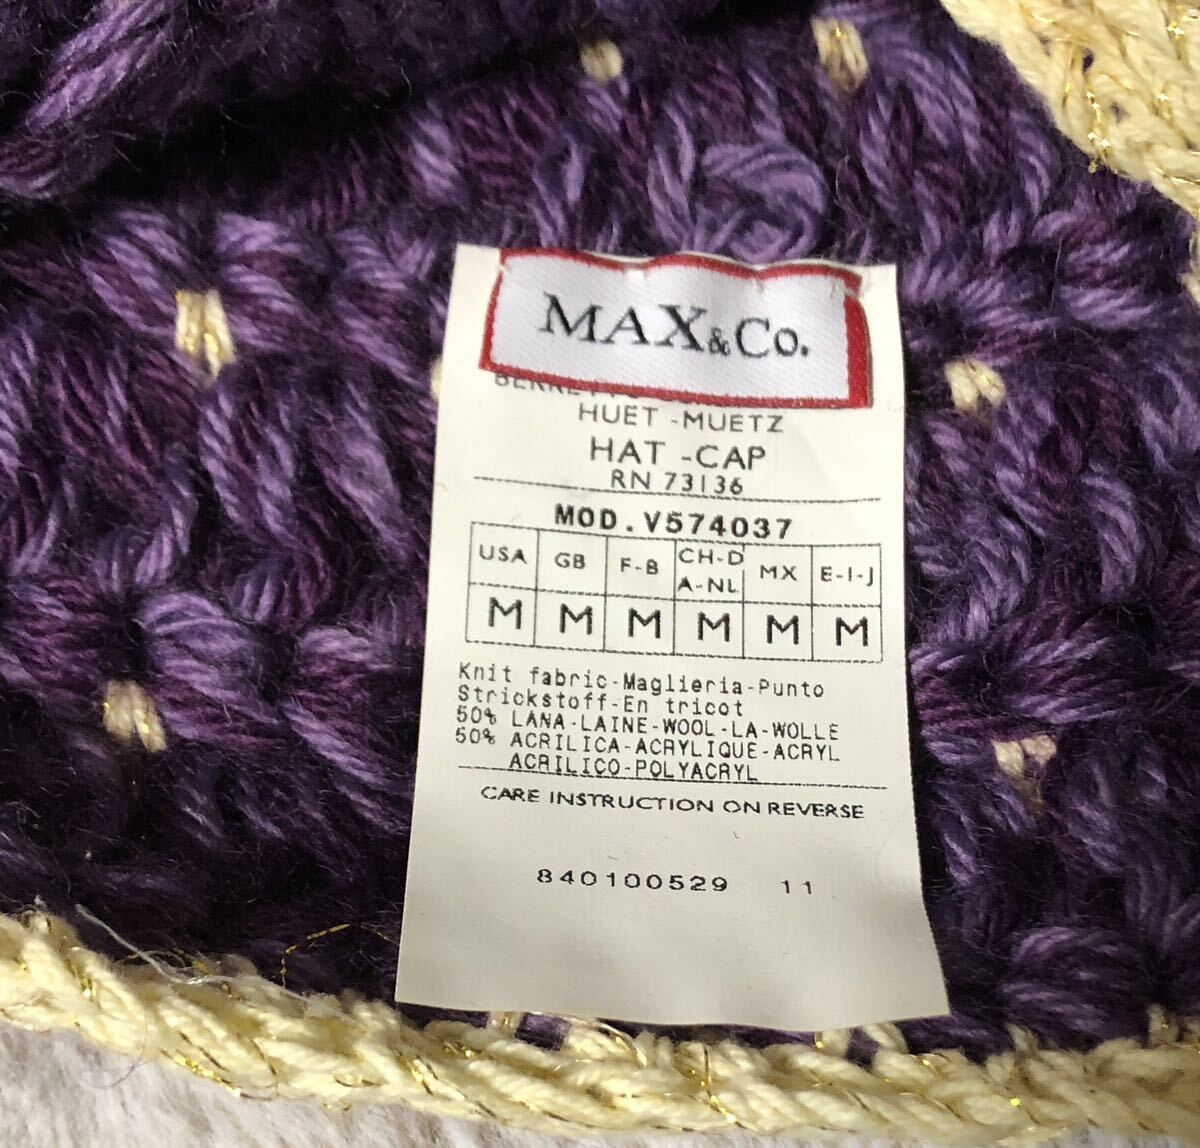 MAX&Co.
HUET -MUETZ
HAT -CAP
RN 73136
MOD. V574037
USA GB F-B CH-D A-NL MX E-I-J
M M M M M M
Knit fabric-Maglieria-Punto
Strickstoff-En tricot
50% LANA-LAINE-WOOL-LA-WOLLE
50% ACRILICA-ACRYLIQUE-ACRYL
ACRILICO-POLYACRYL
CARE INSTRUCTION ON REVERSE
840100529 11